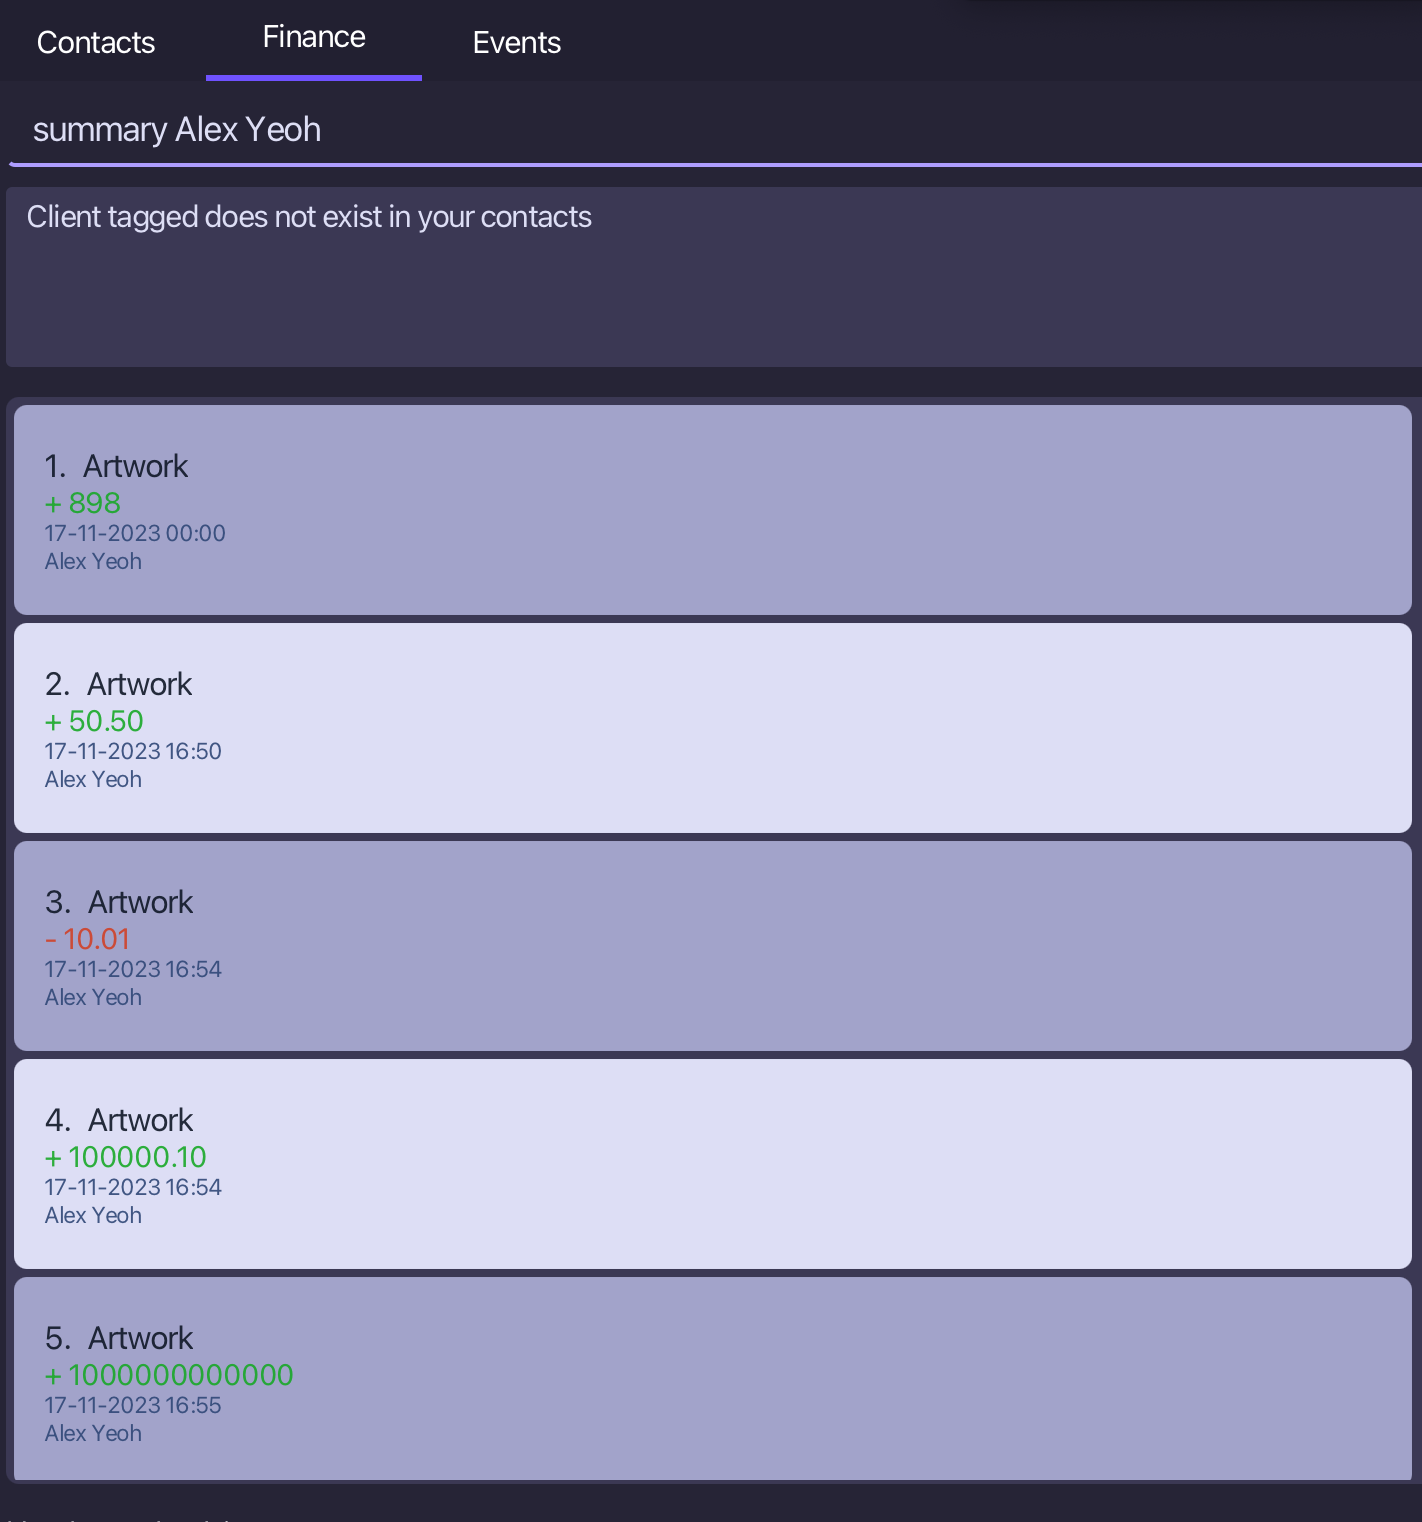 Contacts Finance Events
summary Alex Yeoh
Client tagged does not exist in your contacts
1. Artwork
+ 898
17-11-2023 00:00
Alex Yeoh
2. Artwork
+ 50.50
17-11-2023 16:50
Alex Yeoh
3. Artwork
- 10.01
17-11-2023 16:54
Alex Yeoh
4. Artwork
+ 100000.10
17-11-2023 16:54
Alex Yeoh
5. Artwork
+ 1000000000000
17-11-2023 16:55
Alex Yeoh